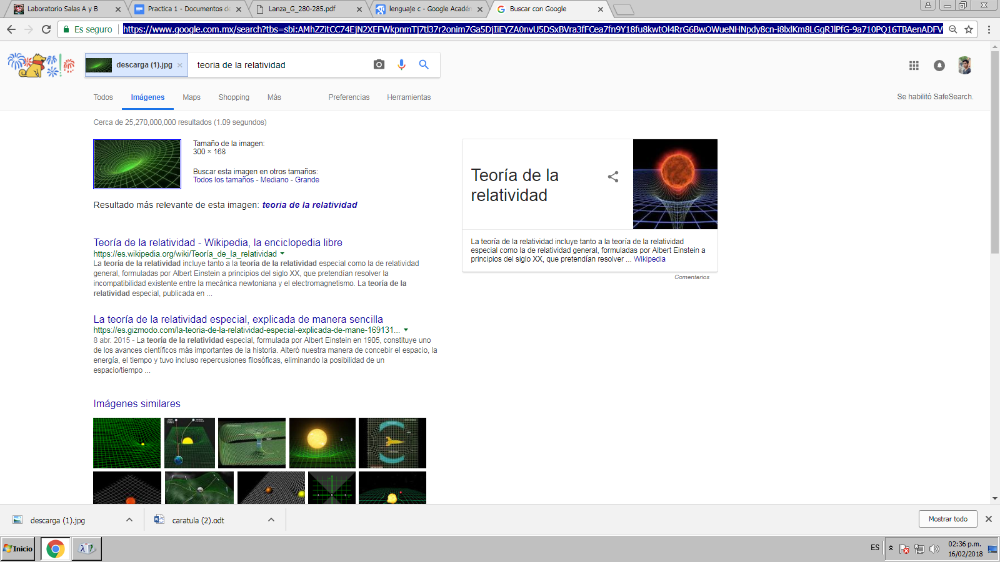 Laboratorio Salas A y B
Practica 1 - Documentos de
Lanza_G_280-285.pdf
lenguaje c - Google Acadén
Buscar con Google
Es seguro
https://www.google.com.mx/search?tbs=sbi:AMhZZitCC74EjN2XEFWkpnmTj7tl37r2onim7Ga5DjIiEYZA0nvU5DSxBVra3fFCea7fn9Y18fu8kwtOl4RrG6BwOWueNHNpdy8cn-i8lxlKm8LGgRJlPfG-9a710PQ16TBAenADFV
descarga (1).jpg
teoria de la relatividad
Todos
Imágenes
Maps
Shopping
Más
Preferencias
Herramientas
Se habilitó SafeSearch.
Cerca de 25,270,000,000 resultados (1.09 segundos)
Tamaño de la imagen:
300 × 168
Buscar esta imagen en otros tamaños:
Todos los tamaños - Mediano - Grande
Resultado más relevante de esta imagen: teoria de la relatividad
Teoría de la relatividad - Wikipedia, la enciclopedia libre
https://es.wikipedia.org/wiki/Teoría_de_la_relatividad
La teoría de la relatividad incluye tanto a la teoría de la relatividad especial como la de relatividad
general, formuladas por Albert Einstein a principios del siglo XX, que pretendían resolver la
incompatibilidad existente entre la mecánica newtoniana y el electromagnetismo. La teoría de la
relatividad especial, publicada en ...
La teoría de la relatividad especial, explicada de manera sencilla
https://es.gizmodo.com/la-teoria-de-la-relatividad-especial-explicada-de-mane-169131...
8 abr. 2015 - La teoría de la relatividad especial, formulada por Albert Einstein en 1905, constituye uno
de los avances científicos más importantes de la historia. Alteró nuestra manera de concebir el espacio, la
energía, el tiempo y tuvo incluso repercusiones filosóficas, eliminando la posibilidad de un
espacio/tiempo ...
Imágenes similares
Teoría de la
relatividad
La teoría de la relatividad incluye tanto a la teoría de la relatividad
especial como la de relatividad general, formuladas por Albert Einstein a
principios del siglo XX, que pretendían resolver ... Wikipedia
Comentarios
descarga (1).jpg
caratula (2).odt
Mostrar todo
Inicio
ES
02:36 p.m.
16/02/2018